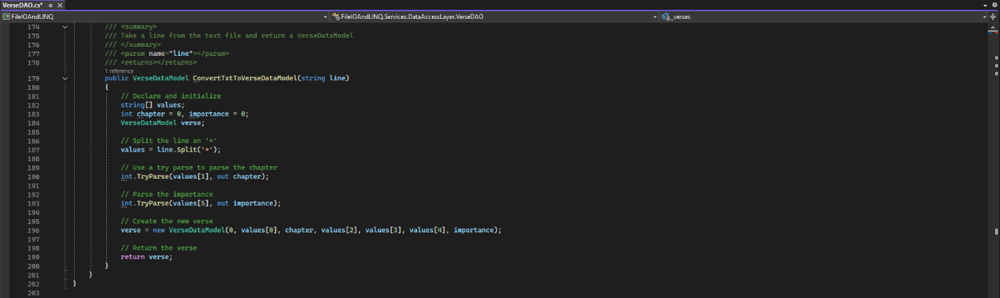 VerseDAO.cs*
FileIOAndLINQ
FileIOAndLINQ.Services.DataAccessLayer.VerseDAO
_verses
174 /// <summary>
175 /// Take a line from the text file and return a VerseDataModel
176 /// </summary>
177 /// <param name="line"></param>
178 /// <returns></returns>
1 reference
179 public VerseDataModel ConvertTxtToVerseDataModel(string line)
180 {
181 // Declare and initialize
182 string[] values;
183 int chapter = 0, importance = 0;
184 VerseDataModel verse;
185
186 // Split the line on '*'
187 values = line.Split('*');
188
189 // Use a try parse to parse the chapter
190 int.TryParse(values[1], out chapter);
191
192 // Parse the importance
193 int.TryParse(values[5], out importance);
194
195 // Create the new verse
196 verse = new VerseDataModel(0, values[0], chapter, values[2], values[3], values[4], importance);
197
198 // Return the verse
199 return verse;
200 }
201 }
202 }
203